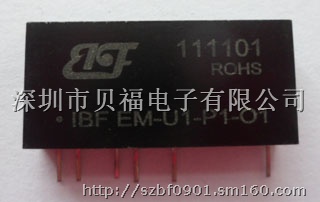 BF 111101
ROHS
深圳市贝福电子有限公司
· IBF EM-U1-P1-O1
http://szbf0901.sm160.com